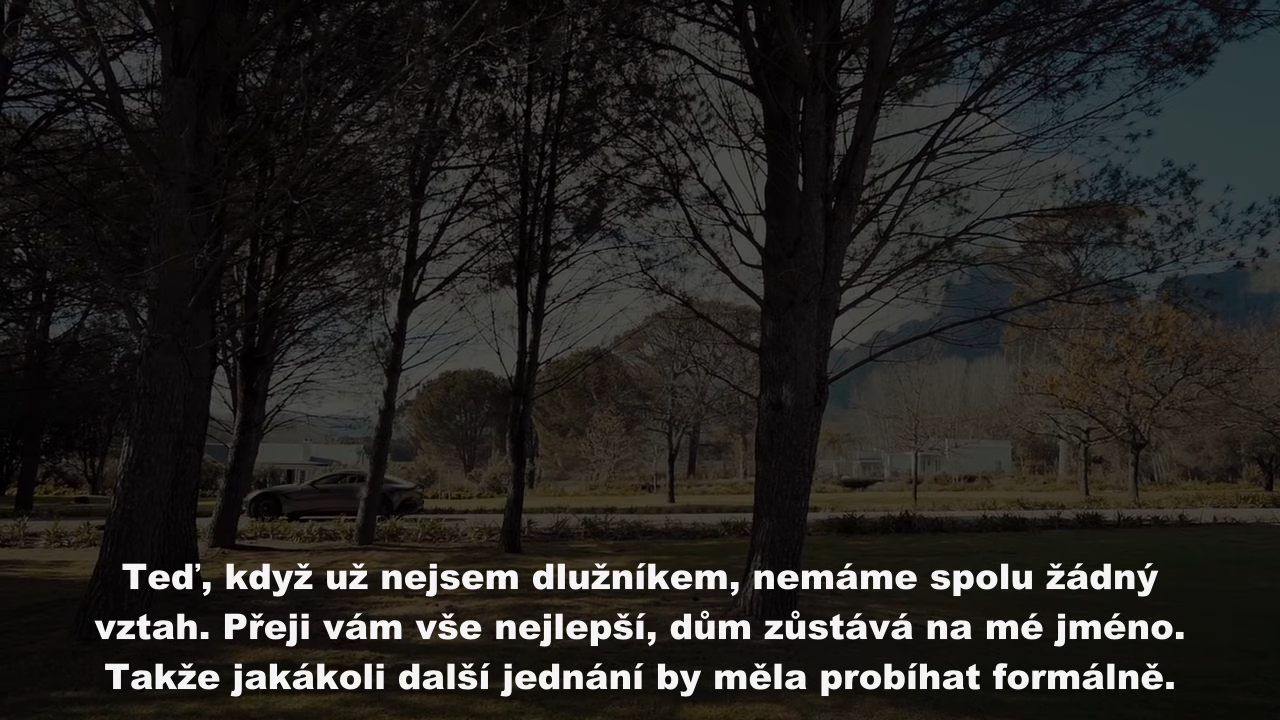 Teď, když už nejsem dlužníkem, nemáme spolu žádný
vztah. Přeji vám vše nejlepší, dům zůstává na mé jméno.
Takže jakákoli další jednání by měla probíhat formálně.